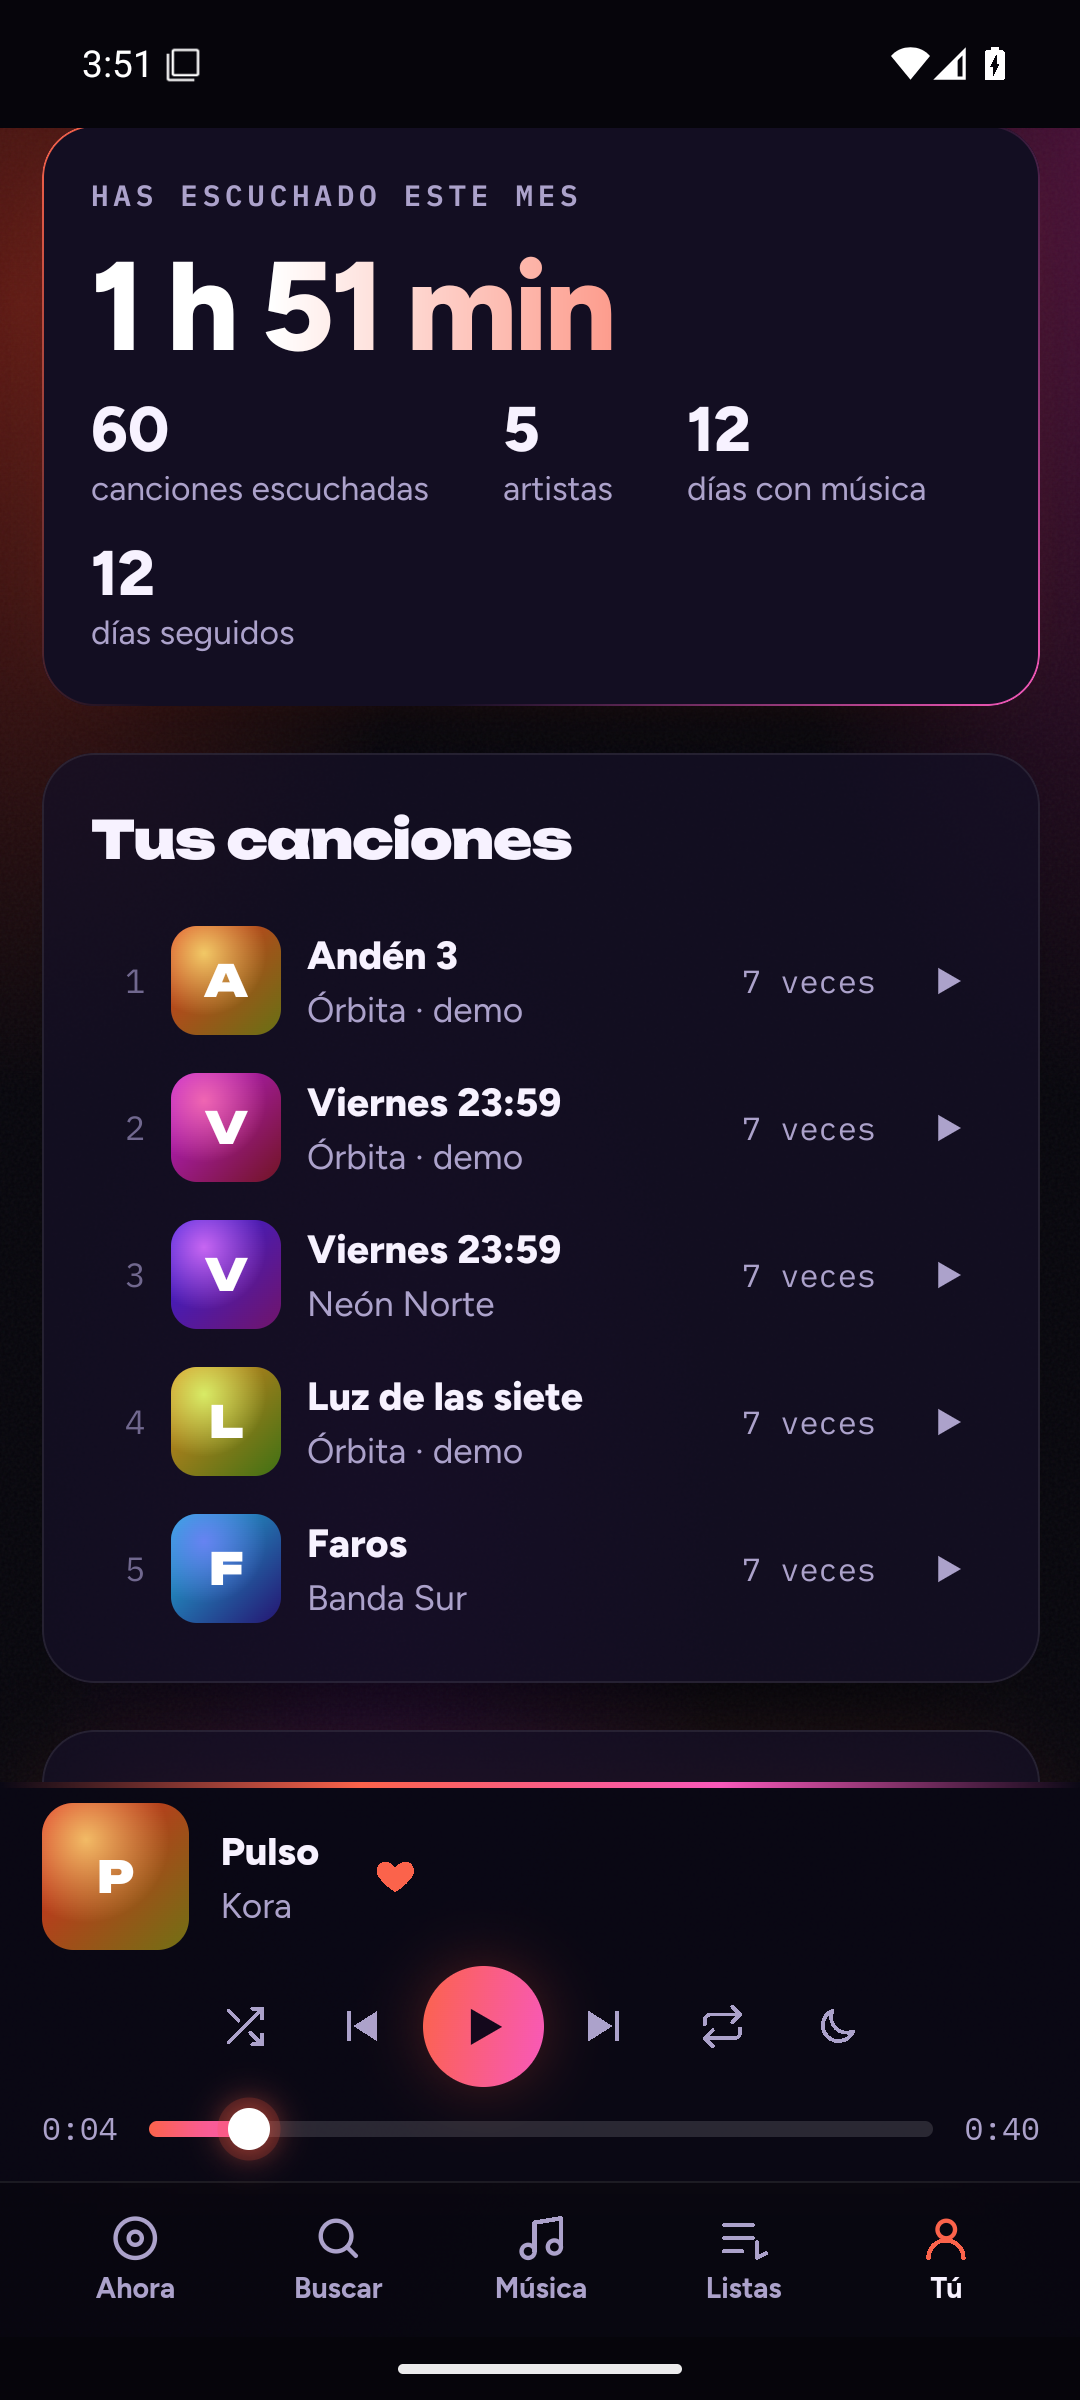 3:51
HAS ESCUCHADO ESTE MES
1 h 51 min
60 5 12
canciones escuchadas artistas días con música
12
días seguidos
Tus canciones
1 A Andén 3 7 veces
Órbita · demo
2 V Viernes 23:59 7 veces
Órbita · demo
3 V Viernes 23:59 7 veces
Neón Norte
4 L Luz de las siete 7 veces
Órbita · demo
5 F Faros 7 veces
Banda Sur
P Pulso
Kora
0:04 0:40
Ahora Buscar Música Listas Tú